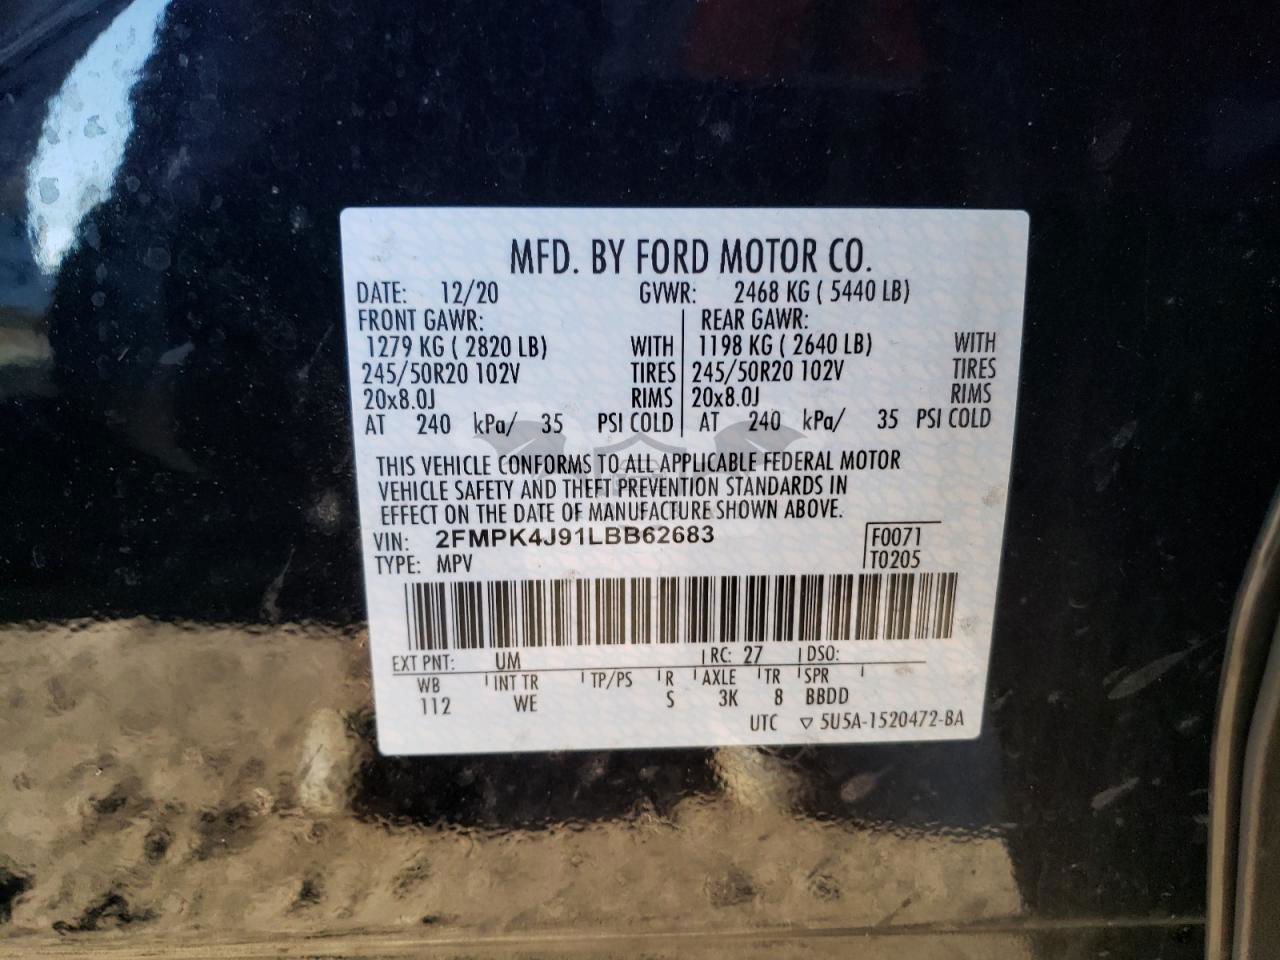 MFD. BY FORD MOTOR CO.
DATE: 12/20 GVWR: 2468 KG ( 5440 LB)
FRONT GAWR: REAR GAWR:
1279 KG ( 2820 LB) WITH 1198 KG ( 2640 LB) WITH
245/50R20 102V TIRES 245/50R20 102V TIRES
20x8.0J RIMS 20x8.0J RIMS
AT 240 kPa/ 35 PSI COLD AT 240 kPa/ 35 PSI COLD
THIS VEHICLE CONFORMS TO ALL APPLICABLE FEDERAL MOTOR
VEHICLE SAFETY AND THEFT PREVENTION STANDARDS IN
EFFECT ON THE DATE OF MANUFACTURE SHOWN ABOVE.
VIN: 2FMPK4J91LBB62683 F0071
TYPE: MPV T0205
EXT PNT: UM RC: 27 DSO:
WB INT TR TP/PS R AXLE TR SPR
112 WE S 3K 8 BBDD
UTC ▽ 5U5A-1520472-BA